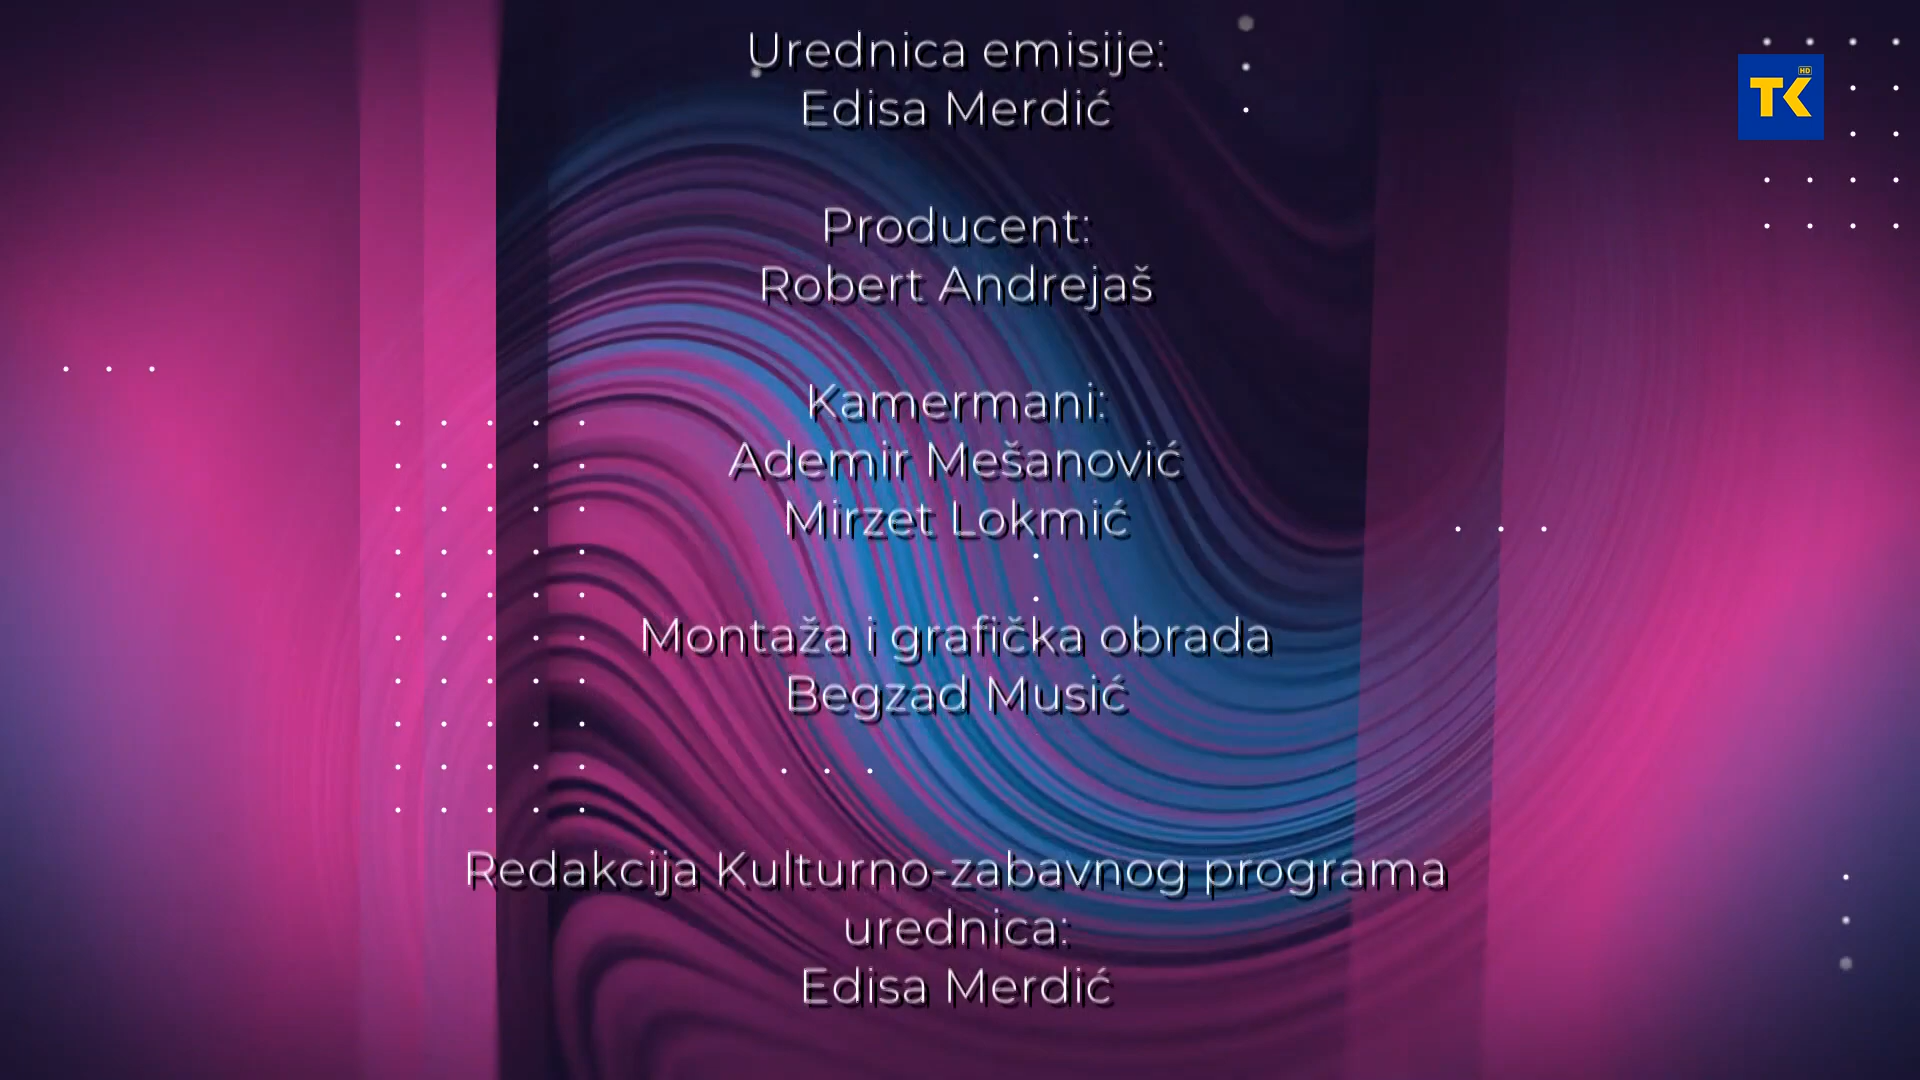 Urednica emisije:
Edisa Merdić
Producent:
Robert Andrejaš
Kamermani:
Ademir Mešanović
Mirzet Lokmić
Montaža i grafička obrada
Begzad Musić
Redakcija Kulturno-zabavnog programa
urednica:
Edisa Merdić
TK HD